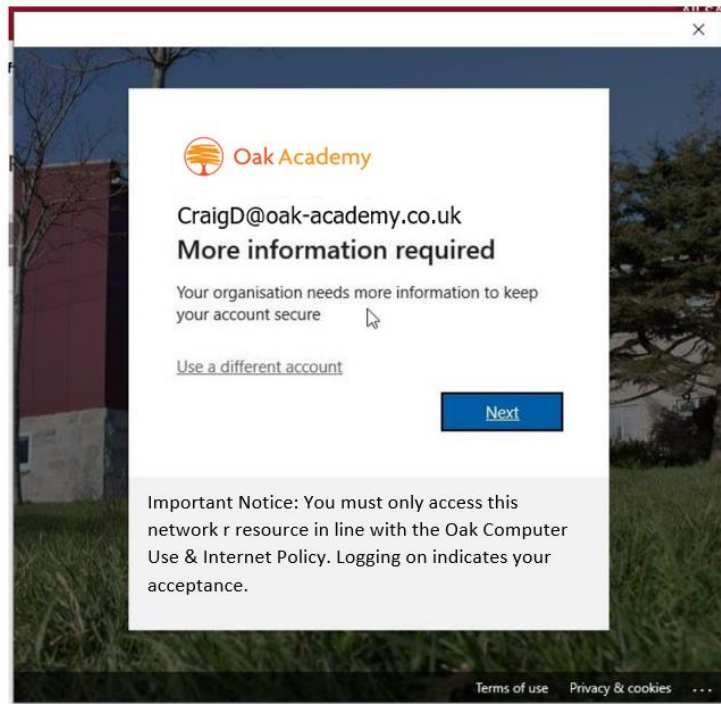 Oak Academy
CraigD@oak-academy.co.uk
More information required
Your organisation needs more information to keep
your account secure
Use a different account
Next
Important Notice: You must only access this
network r resource in line with the Oak Computer
Use & Internet Policy. Logging on indicates your
acceptance.
Terms of use Privacy & cookies ...